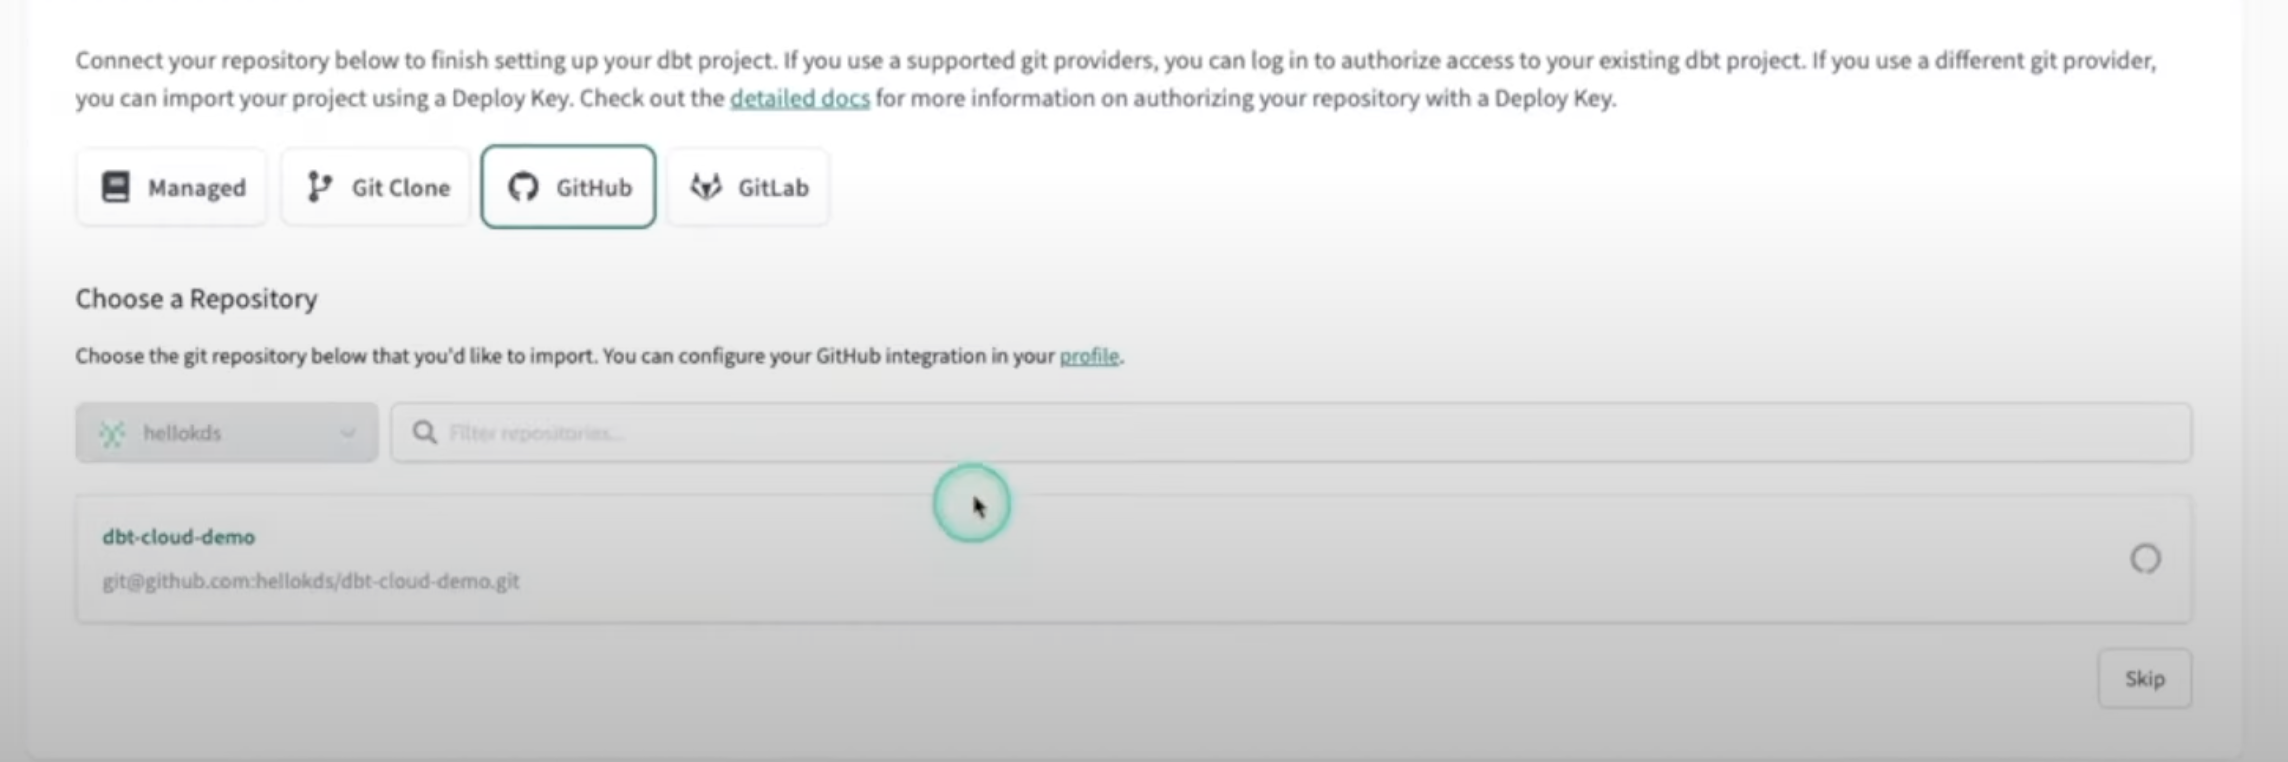 Connect your repository below to finish setting up your dbt project. If you use a supported git providers, you can log in to authorize access to your existing dbt project. If you use a different git provider,
you can import your project using a Deploy Key. Check out the detailed docs for more information on authorizing your repository with a Deploy Key.
Managed Git Clone GitHub GitLab
Choose a Repository
Choose the git repository below that you'd like to import. You can configure your GitHub integration in your profile.
hellokds Filter repositories...
dbt-cloud-demo
git@github.com:hellokds/dbt-cloud-demo.git
Skip